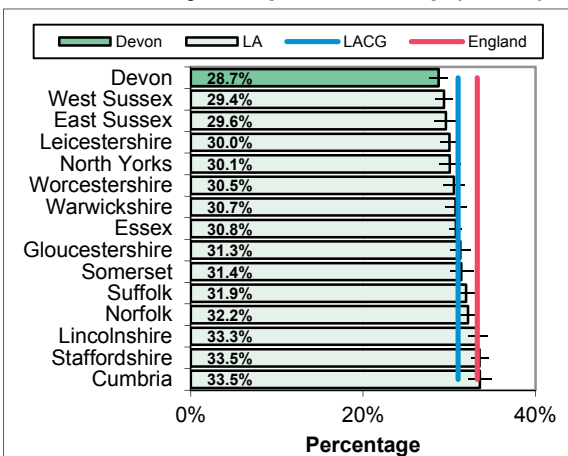 Devon LA LACG England
Devon 28.7%
West Sussex 29.4%
East Sussex 29.6%
Leicestershire 30.0%
North Yorks 30.1%
Worcestershire 30.5%
Warwickshire 30.7%
Essex 30.8%
Gloucestershire 31.3%
Somerset 31.4%
Suffolk 31.9%
Norfolk 32.2%
Lincolnshire 33.3%
Staffordshire 33.5%
Cumbria 33.5%
0% 20% 40%
Percentage